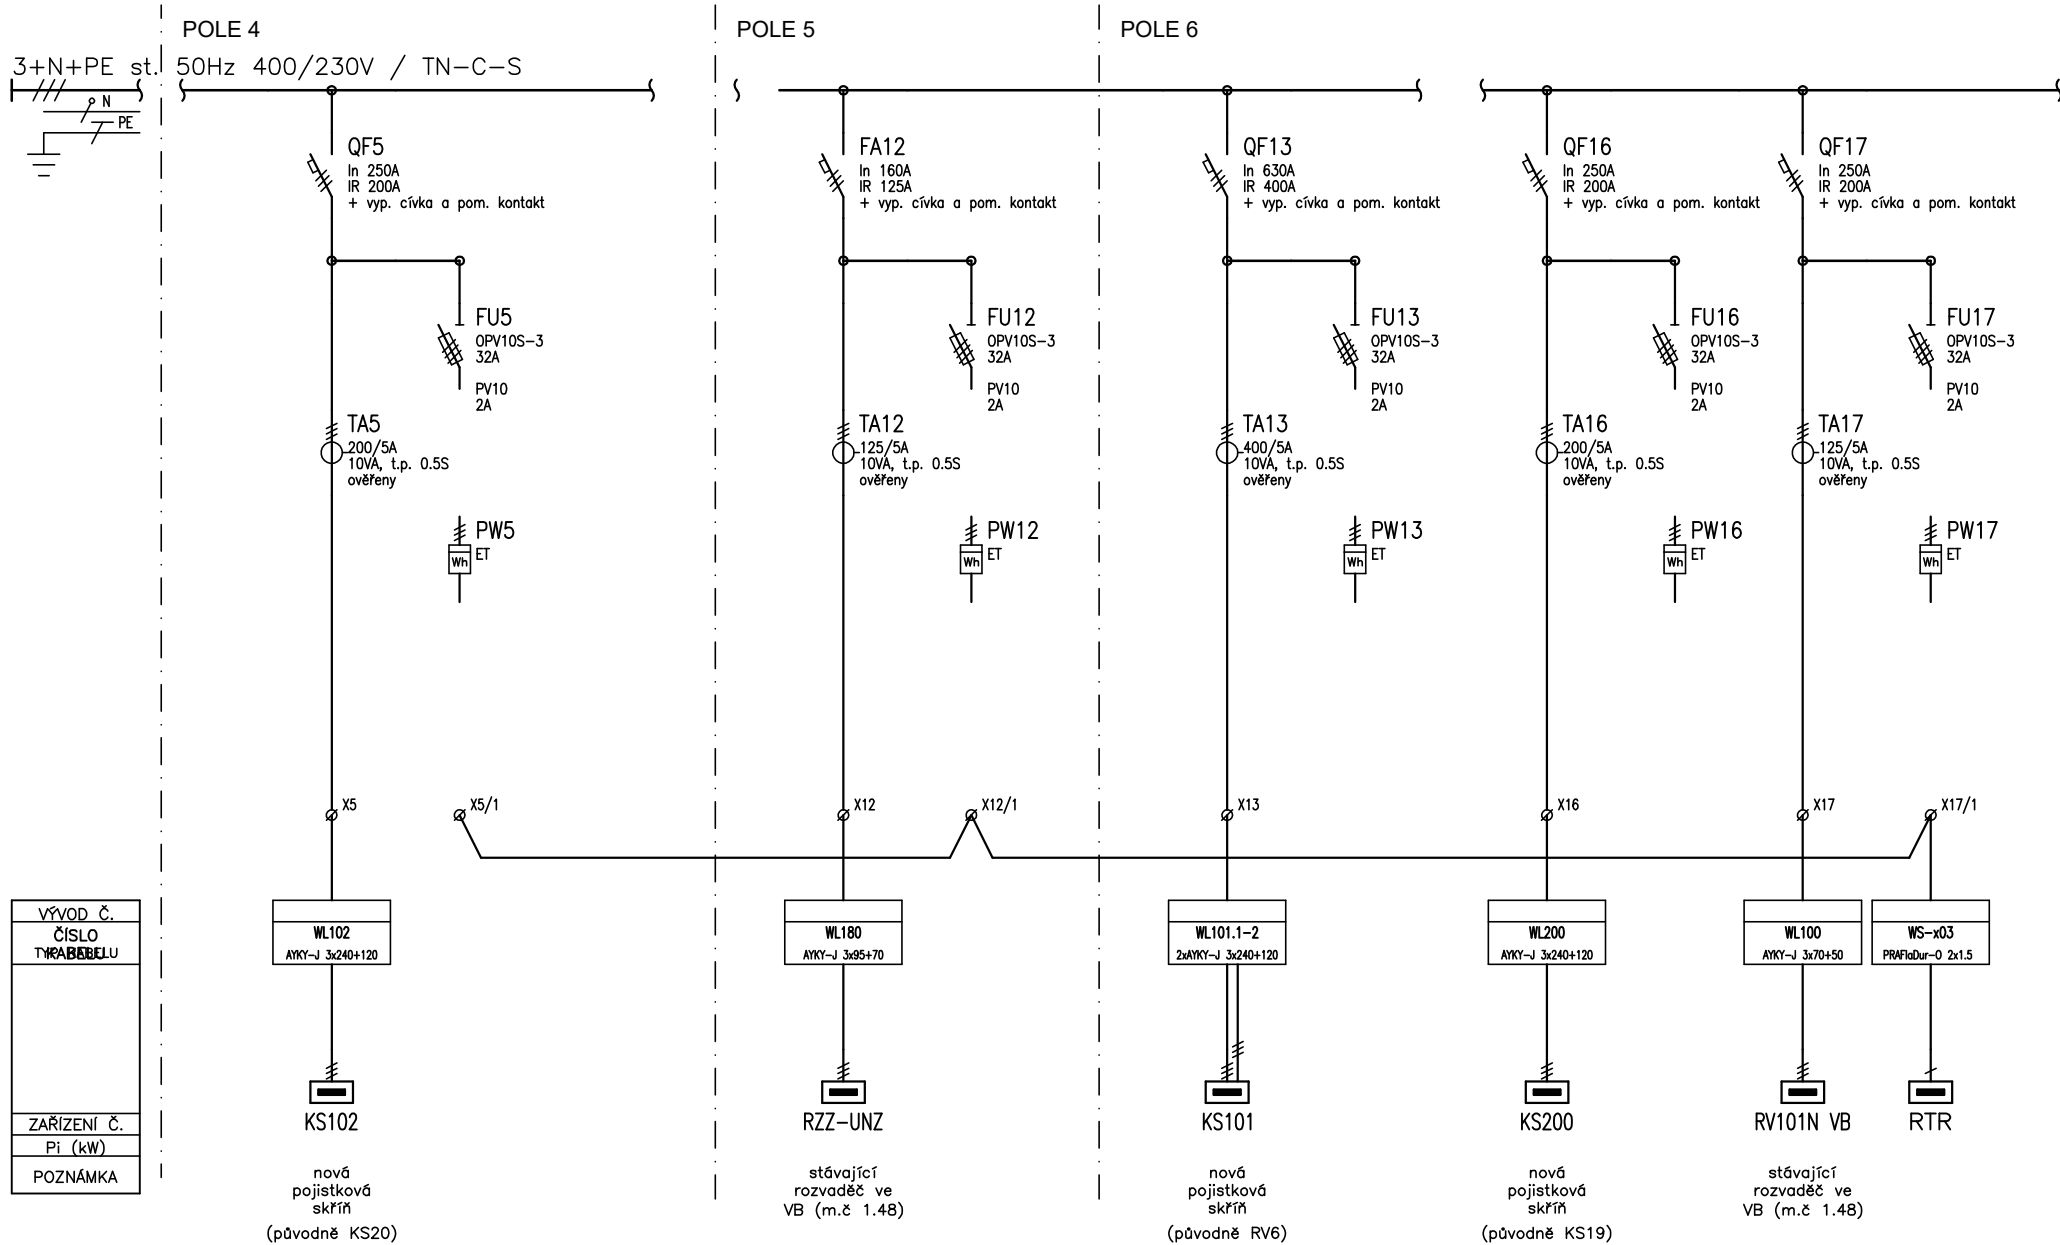 POLE 4
POLE 5
POLE 6
3+N+PE st. 50Hz 400/230V / TN-C-S
N
PE
QF5
In 250A
IR 200A
+ vyp. cívka a pom. kontakt
FA12
In 160A
IR 125A
+ vyp. cívka a pom. kontakt
QF13
In 630A
IR 400A
+ vyp. cívka a pom. kontakt
QF16
In 250A
IR 200A
+ vyp. cívka a pom. kontakt
QF17
In 250A
IR 200A
+ vyp. cívka a pom. kontakt
FU5
OPV10S-3
32A
PV10
2A
FU12
OPV10S-3
32A
PV10
2A
FU13
OPV10S-3
32A
PV10
2A
FU16
OPV10S-3
32A
PV10
2A
FU17
OPV10S-3
32A
PV10
2A
TA5
200/5A
10VA, t.p. 0.5S
ověřeny
TA12
125/5A
10VA, t.p. 0.5S
ověřeny
TA13
400/5A
10VA, t.p. 0.5S
ověřeny
TA16
200/5A
10VA, t.p. 0.5S
ověřeny
TA17
125/5A
10VA, t.p. 0.5S
ověřeny
PW5
ET
Wh
PW12
ET
Wh
PW13
ET
Wh
PW16
ET
Wh
PW17
ET
Wh
X5
X5/1
X12
X12/1
X13
X16
X17
X17/1
VÝVOD Č.
ČÍSLO
KABELU
TYP KABELU
ZAŘÍZENÍ Č.
Pi (kW)
POZNÁMKA
WL102
AYKY-J 3x240+120
WL180
AYKY-J 3x95+70
WL101.1-2
2xAYKY-J 3x240+120
WL200
AYKY-J 3x240+120
WL100
AYKY-J 3x70+50
WS-x03
PRAFlaDur-O 2x1.5
KS102
RZZ-UNZ
KS101
KS200
RV101N VB
RTR
nová
pojistková
skříň
(původně KS20)
stávající
rozvaděč ve
VB (m.č 1.48)
nová
pojistková
skříň
(původně RV6)
nová
pojistková
skříň
(původně KS19)
stávající
rozvaděč ve
VB (m.č 1.48)